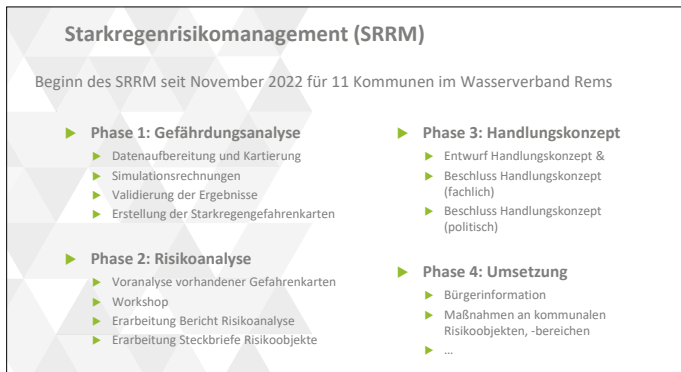 Starkregenrisikomanagement (SRRM)
Beginn des SRRM seit November 2022 für 11 Kommunen im Wasserverband Rems
Phase 1: Gefährdungsanalyse
Datenaufbereitung und Kartierung
Simulationsrechnungen
Validierung der Ergebnisse
Erstellung der Starkregengefahrenkarten
Phase 2: Risikoanalyse
Voranalyse vorhandener Gefahrenkarten
Workshop
Erarbeitung Bericht Risikoanalyse
Erarbeitung Steckbriefe Risikoobjekte
Phase 3: Handlungskonzept
Entwurf Handlungskonzept &
Beschluss Handlungskonzept
(fachlich)
Beschluss Handlungskonzept
(politisch)
Phase 4: Umsetzung
Bürgerinformation
Maßnahmen an kommunalen
Risikoobjekten, -bereichen
...